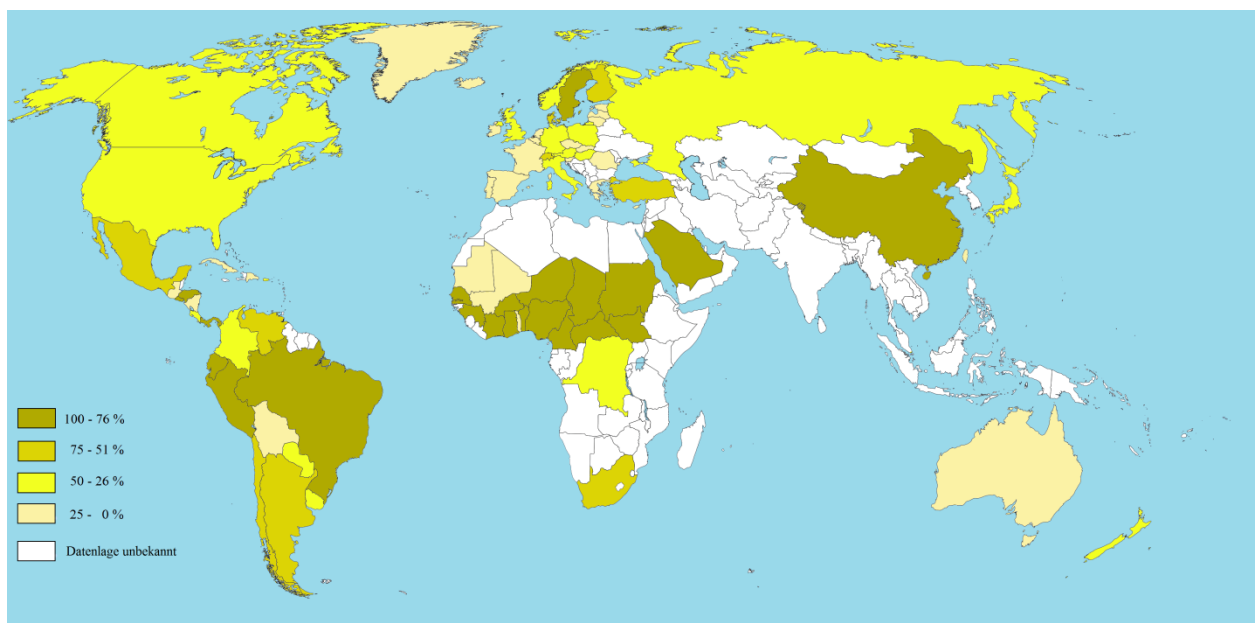 100 - 76 %
75 - 51 %
50 - 26 %
25 - 0 %
Datenlage unbekannt